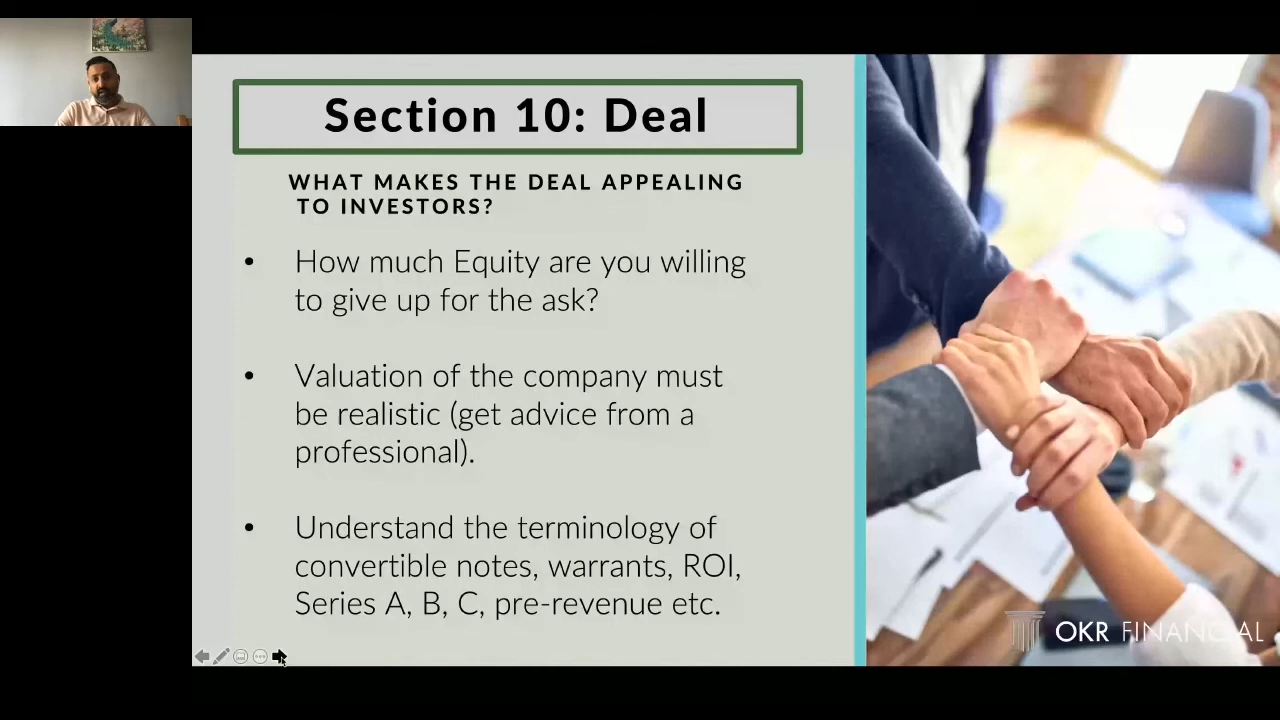 Section 10: Deal
WHAT MAKES THE DEAL APPEALING
TO INVESTORS?
• How much Equity are you willing
to give up for the ask?
• Valuation of the company must
be realistic (get advice from a
professional).
• Understand the terminology of
convertible notes, warrants, ROI,
Series A, B, C, pre-revenue etc.
OKR FINANCIAL